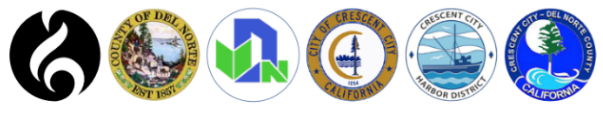 COUNTY OF DEL NORTE
EST 1857
CITY OF CRESCENT CITY
1854
CALIFORNIA
CRESCENT CITY
HARBOR DISTRICT
CRESCENT CITY - DEL NORTE COUNTY
CALIFORNIA